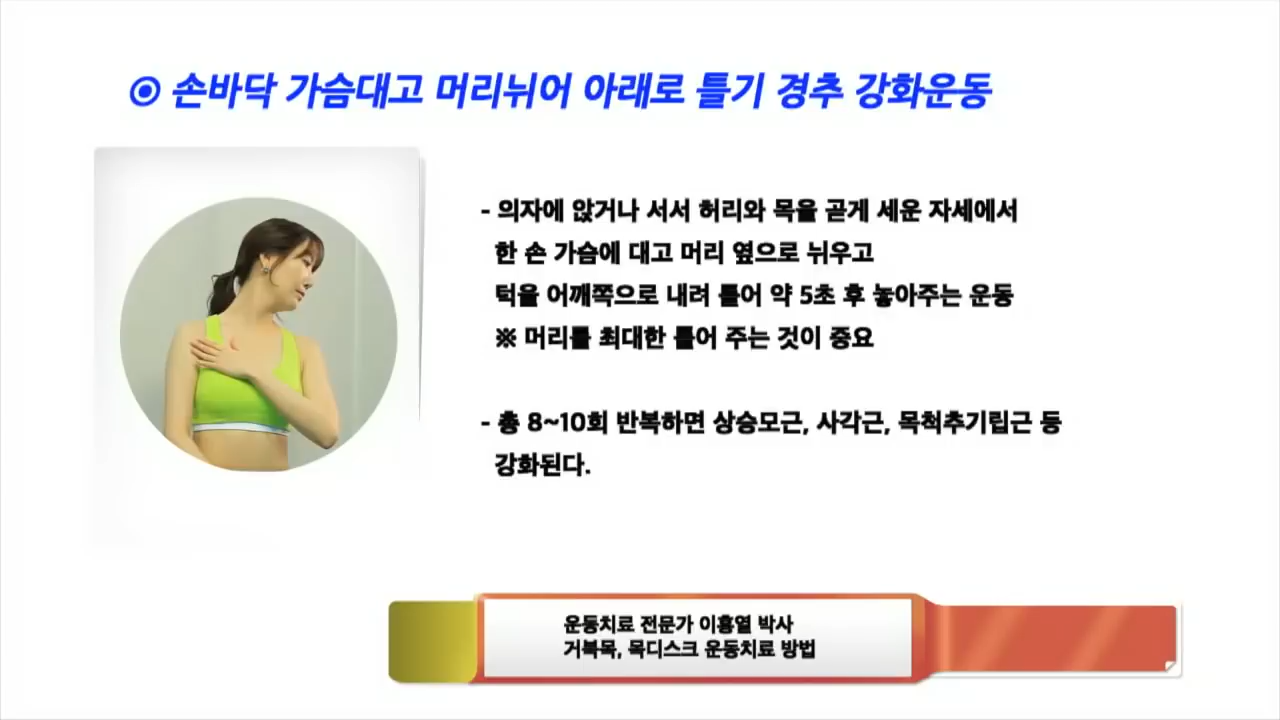 ◉ 손바닥 가슴대고 머리뉘어 아래로 틀기 경추 강화운동
- 의자에 앉거나 서서 허리와 목을 곧게 세운 자세에서
한 손 가슴에 대고 머리 옆으로 뉘우고
턱을 어깨쪽으로 내려 틀어 약 5초 후 놓아주는 운동
※ 머리를 최대한 틀어 주는 것이 중요
- 총 8~10회 반복하면 상승모근, 사각근, 목척추기립근 등
강화된다.
운동치료 전문가 이홍열 박사
거북목, 목디스크 운동치료 방법